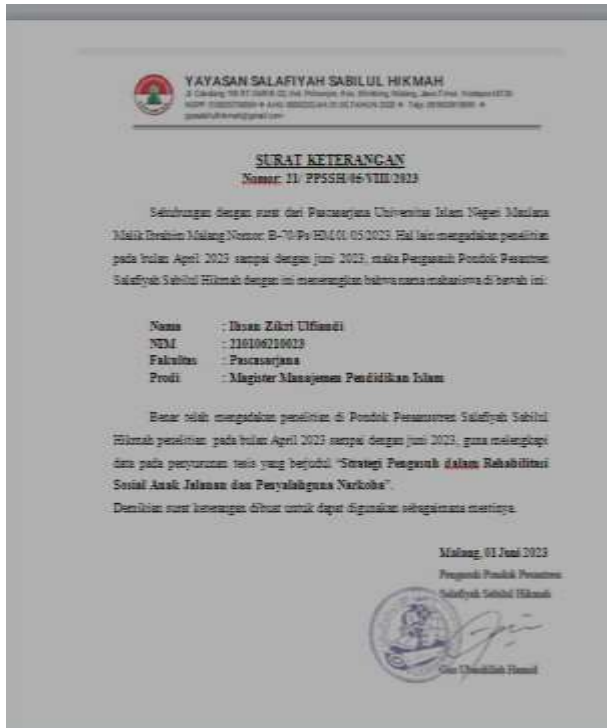 YAYASAN SALAFIYAH SABILUL HIKMAH
SURAT KETERANGAN
Nomor: 21/ PPSSH/06/VIII/2023
Sehubungan dengan surat dari Pascasarjana Universitas Islam Negeri Maulana
Malik Ibrahim Malang Nomor, B-70/Ps/HM.01/05/2023. Hal Izin mengadakan penelitian
pada bulan April 2023 sampai dengan juni 2023, maka Pengasuh Pondok Pesantren
Salafiyah Sabilul Hikmah dengan ini menerangkan bahwa nama mahasiswa di bawah ini:
Nama : Ihsan Zikri Ulfiandi
NIM : 210106210023
Fakultas : Pascasarjana
Prodi : Magister Manajemen Pendidikan Islam
Benar telah mengadakan penelitian di Pondok Salafiyah Sabilul
Hikmah penelitian pada bulan April 2023 sampai dengan juni 2023, guna melengkapi
data pada yang berjudul "Strategi Pengasuh dalam Rehabilitasi
Sosial Anak Jalanan dan Penyalahguna Narkoba".
Demikian surat keterangan dibuat untuk dapat digunakan sebagaimana mestinya.
Malang, 01 Juni 2023
Pondok Pesantren
Salafiyah Sabilul Hikmah